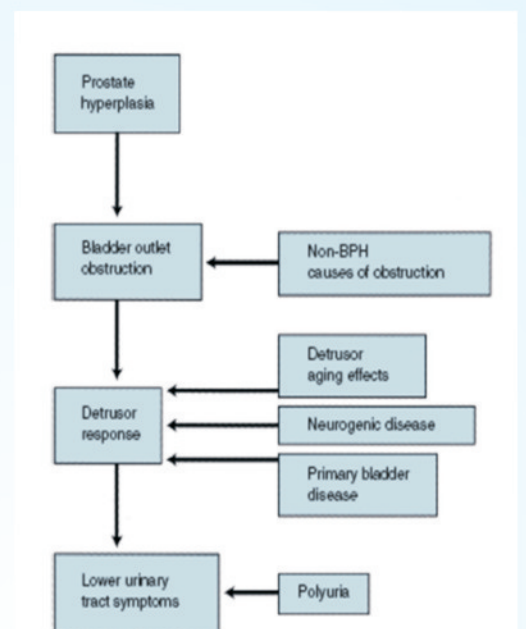 Prostate
hyperplasia
Bladder outlet
obstruction
Non-BPH
causes of obstruction
Detrusor
aging effects
Detrusor
response
Neurogenic disease
Primary bladder
disease
Lower urinary
tract symptoms
Polyuria